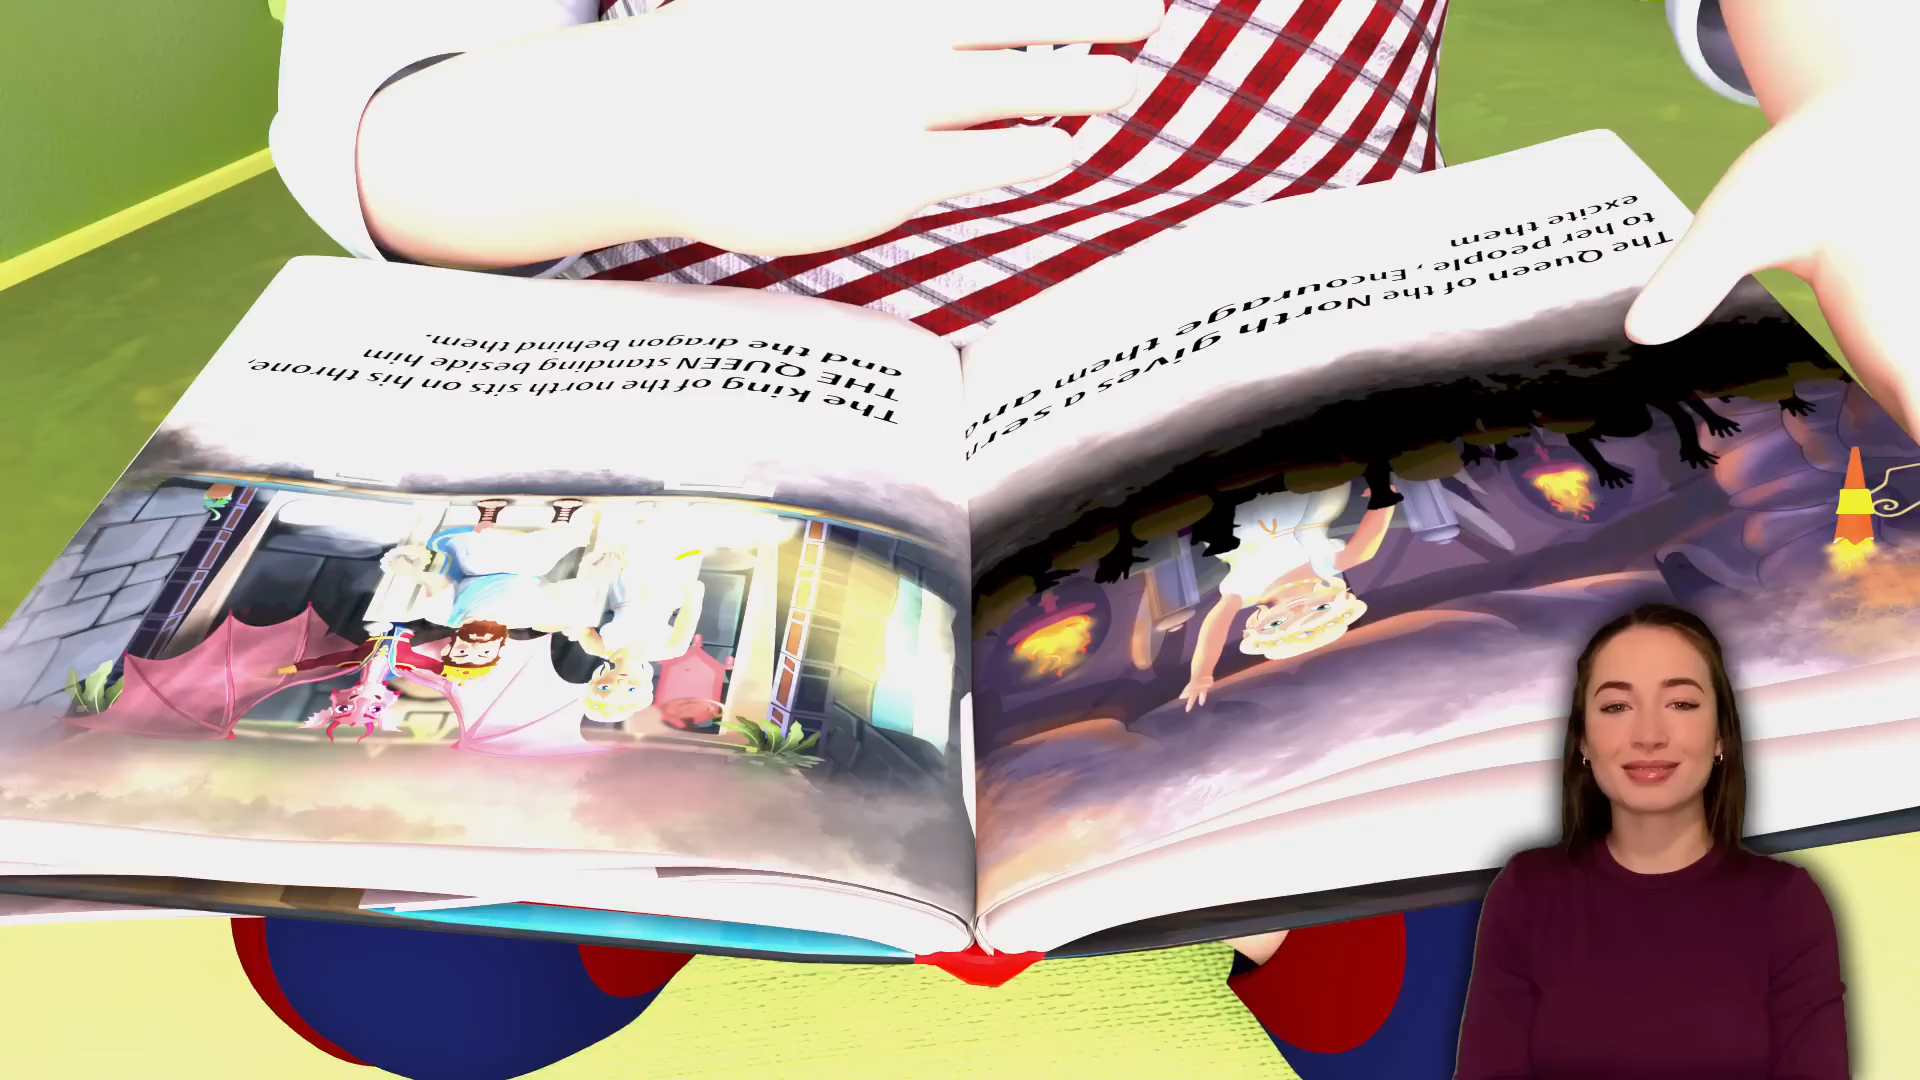 The king of the north sits on his throne,
THE QUEEN standing beside him
and the dragon behind them.
The Queen of the North gives a serm
to her people, Encourage them and
excite them